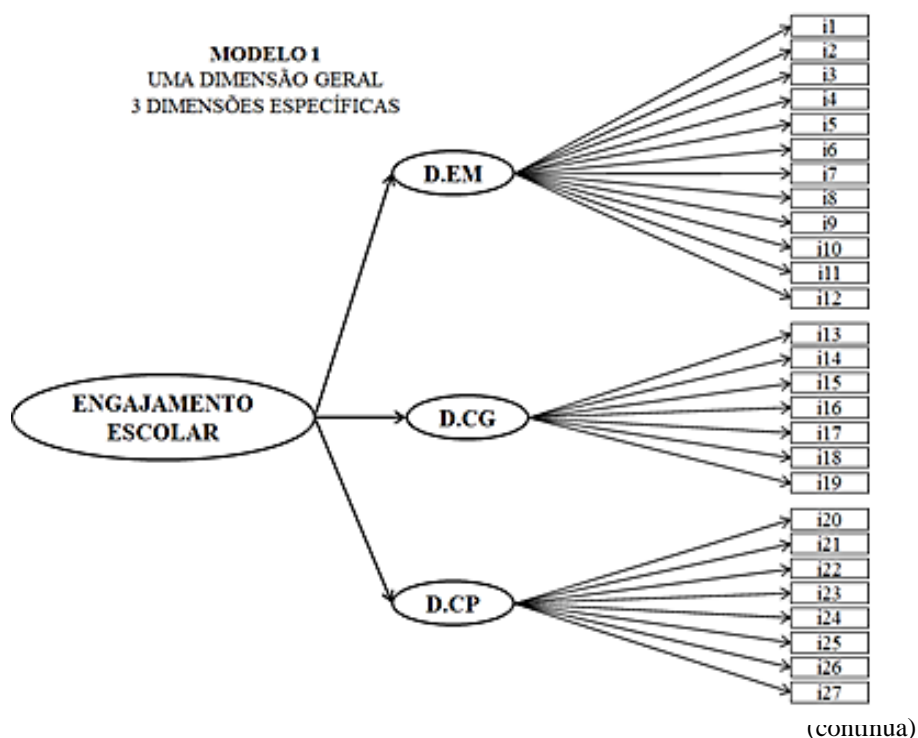 MODELO 1
UMA DIMENSÃO GERAL
3 DIMENSÕES ESPECÍFICAS
ENGAJAMENTO
ESCOLAR
D.EM
i1
i2
i3
i4
i5
i6
i7
i8
i9
i10
i11
i12
D.CG
i13
i14
i15
i16
i17
i18
i19
D.CP
i20
i21
i22
i23
i24
i25
i26
i27
(continua)